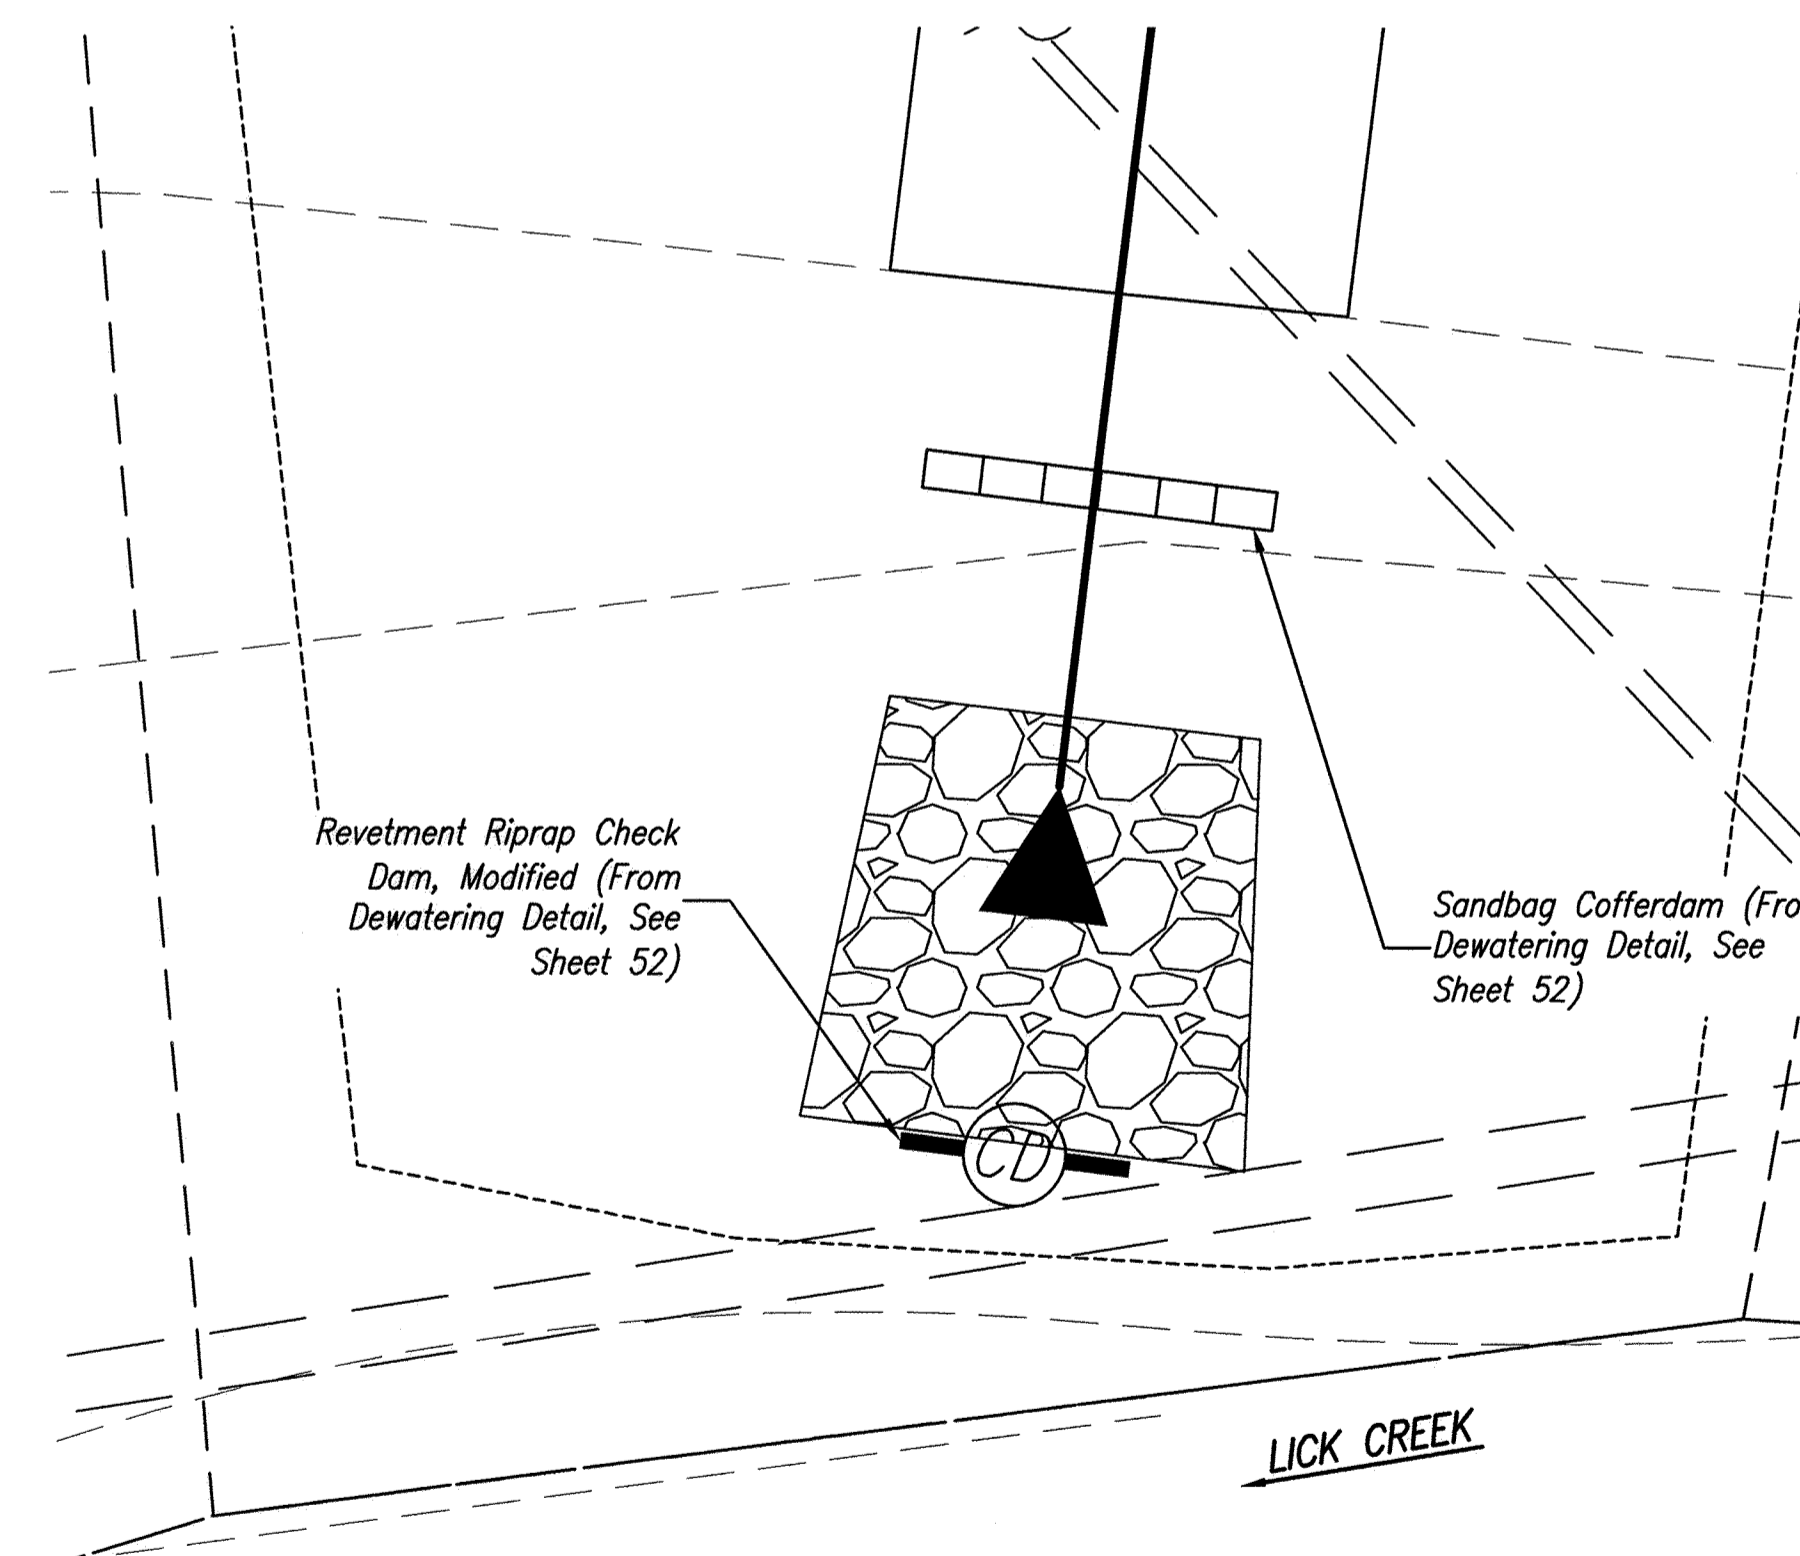 Revetment Riprap Check
Dam, Modified (From
Dewatering Detail, See
Sheet 52)
Sandbag Cofferdam (Fro
Dewatering Detail, See
Sheet 52)
CD
LICK CREEK